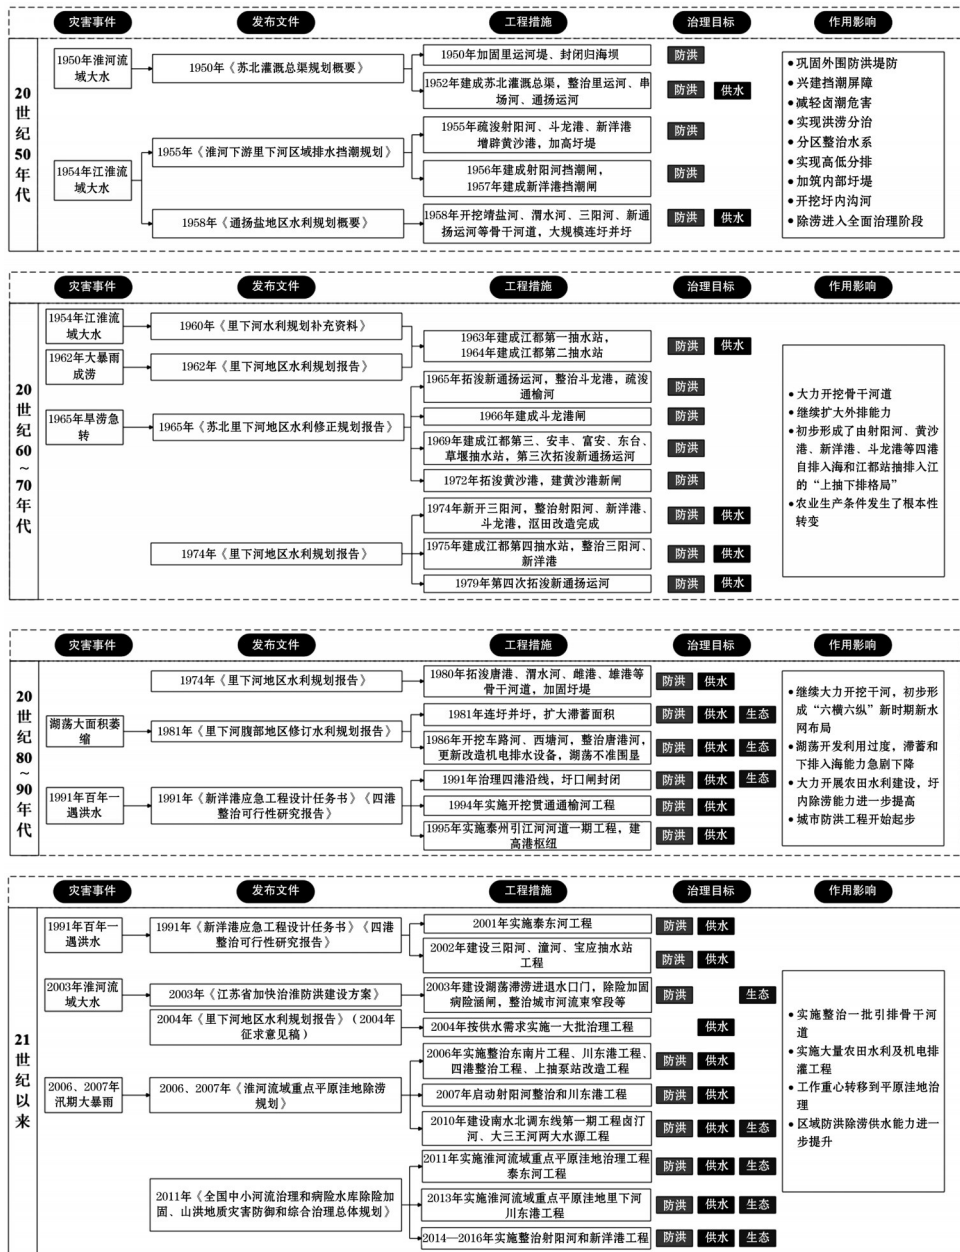 灾害事件 发布文件 工程措施 治理目标 作用影响
20世纪50年代
1950年淮河流
域大水
1950年《苏北灌溉总渠规划概要》
1950年加固里运河堤、封闭归海坝
防洪
1952年建成苏北灌溉总渠，整治里运河、串
场河、通扬运河
防洪 供水
1954年江淮流
域大水
1955年《淮河下游里下河区域排水挡潮规划》
1955年疏浚射阳河、斗龙港、新洋港
增辟黄沙港，加高圩堤
防洪
1956年建成射阳河挡潮闸，
1957年建成新洋港挡潮闸
防洪
1958年《通扬盐地区水利规划概要》
1958年开挖靖盐河、渭水河、三阳河、新通
扬运河等骨干河道，大规模连圩并圩
防洪 供水
• 巩固外围防洪堤防
• 兴建挡潮屏障
• 减轻卤潮危害
• 实现洪涝分治
• 分区整治水系
• 实现高低分排
• 加筑内部圩堤
• 开挖圩内沟河
• 除涝进入全面治理阶段
灾害事件 发布文件 工程措施 治理目标 作用影响
20世纪60~70年代
1954年江淮流
域大水
1960年《里下河水利规划补充资料》
1962年大暴雨
成涝
1962年《里下河地区水利规划报告》
1963年建成江都第一抽水站，
1964年建成江都第二抽水站
防洪 供水
1965年旱涝急
转
1965年《苏北里下河地区水利修正规划报告》
1965年拓浚新通扬运河，整治斗龙港，疏浚
通榆河
防洪
1966年建成斗龙港闸
防洪
1969年建成江都第三、安丰、富安、东台、
草堰抽水站，第三次拓浚新通扬运河
防洪
1972年拓浚黄沙港，建黄沙港新闸
防洪
1974年《里下河地区水利规划报告》
1974年新开三阳河，整治射阳河、新洋港、
斗龙港，沤田改造完成
防洪 供水
1975年建成江都第四抽水站，整治三阳河、
新洋港
防洪 供水
1979年第四次拓浚新通扬运河
防洪 供水
• 大力开挖骨干河道
• 继续扩大外排能力
• 初步形成了由射阳河、黄沙
港、新洋港、斗龙港等四港
自排入海和江都站抽排入江
的“上抽下排格局”
• 农业生产条件发生了根本性
转变
灾害事件 发布文件 工程措施 治理目标 作用影响
20世纪80~90年代
1974年《里下河地区水利规划报告》
1980年拓浚唐港、渭水河、雌港、雄港等
骨干河道，加固圩堤
防洪 供水
湖荡大面积萎
缩
1981年《里下河腹部地区修订水利规划报告》
1981年连圩并圩，扩大滞蓄面积
防洪 供水 生态
1986年开挖车路河、西塘河，整治唐港河，
更新改造机电排水设备，湖荡不准围垦
防洪 供水 生态
1991年百年一
遇洪水
1991年《新洋港应急工程设计任务书》《四港
整治可行性研究报告》
1991年治理四港沿线，圩口闸封闭
防洪 供水 生态
1994年实施开挖贯通通榆河工程
防洪 供水
1995年实施泰州引江河河道一期工程，建
高港枢纽
防洪 供水
• 继续大力开挖干河，初步形
成“六横六纵”新时期新水
网布局
• 湖荡开发利用过度，滞蓄和
下排入海能力急剧下降
• 大力开展农田水利建设，圩
内除涝能力进一步提高
• 城市防洪工程开始起步
灾害事件 发布文件 工程措施 治理目标 作用影响
21世纪以来
1991年百年一
遇洪水
1991年《新洋港应急工程设计任务书》《四港
整治可行性研究报告》
2001年实施泰东河工程
防洪 供水
2002年建设三阳河、潼河、宝应抽水站
工程
防洪 供水
2003年淮河流
域大水
2003年《江苏省加快治淮防洪建设方案》
2003年建设湖荡滞涝进退水口门，除险加固
病险涵闸，整治城市河流束窄段等
防洪 生态
2004年《里下河地区水利规划报告》（2004年
征求意见稿）
2004年按供水需求实施一大批治理工程
供水
2006、2007年
汛期大暴雨
2006、2007年《淮河流域重点平原洼地除涝
规划》
2006年实施整治东南片工程、川东港工程、
四港整治工程、上抽泵站改造工程
防洪 供水
2007年启动射阳河整治和川东港工程
防洪 供水
2010年建设南水北调东线第一期工程卤汀
河、大三王河两大水源工程
防洪 供水 生态
2011年《全国中小河流治理和病险水库除险加
固、山洪地质灾害防御和综合治理总体规划》
2011年实施淮河流域重点平原洼地治理工程
泰东河工程
防洪 供水 生态
2013年实施淮河流域重点平原洼地里下河
川东港工程
防洪 供水 生态
2014—2016年实施整治射阳河和新洋港工程
防洪 供水 生态
• 实施整治一批引排骨干河
道
• 实施大量农田水利及机电排
灌工程
• 工作重心转移到平原洼地治
理
• 区域防洪除涝供水能力进一
步提升